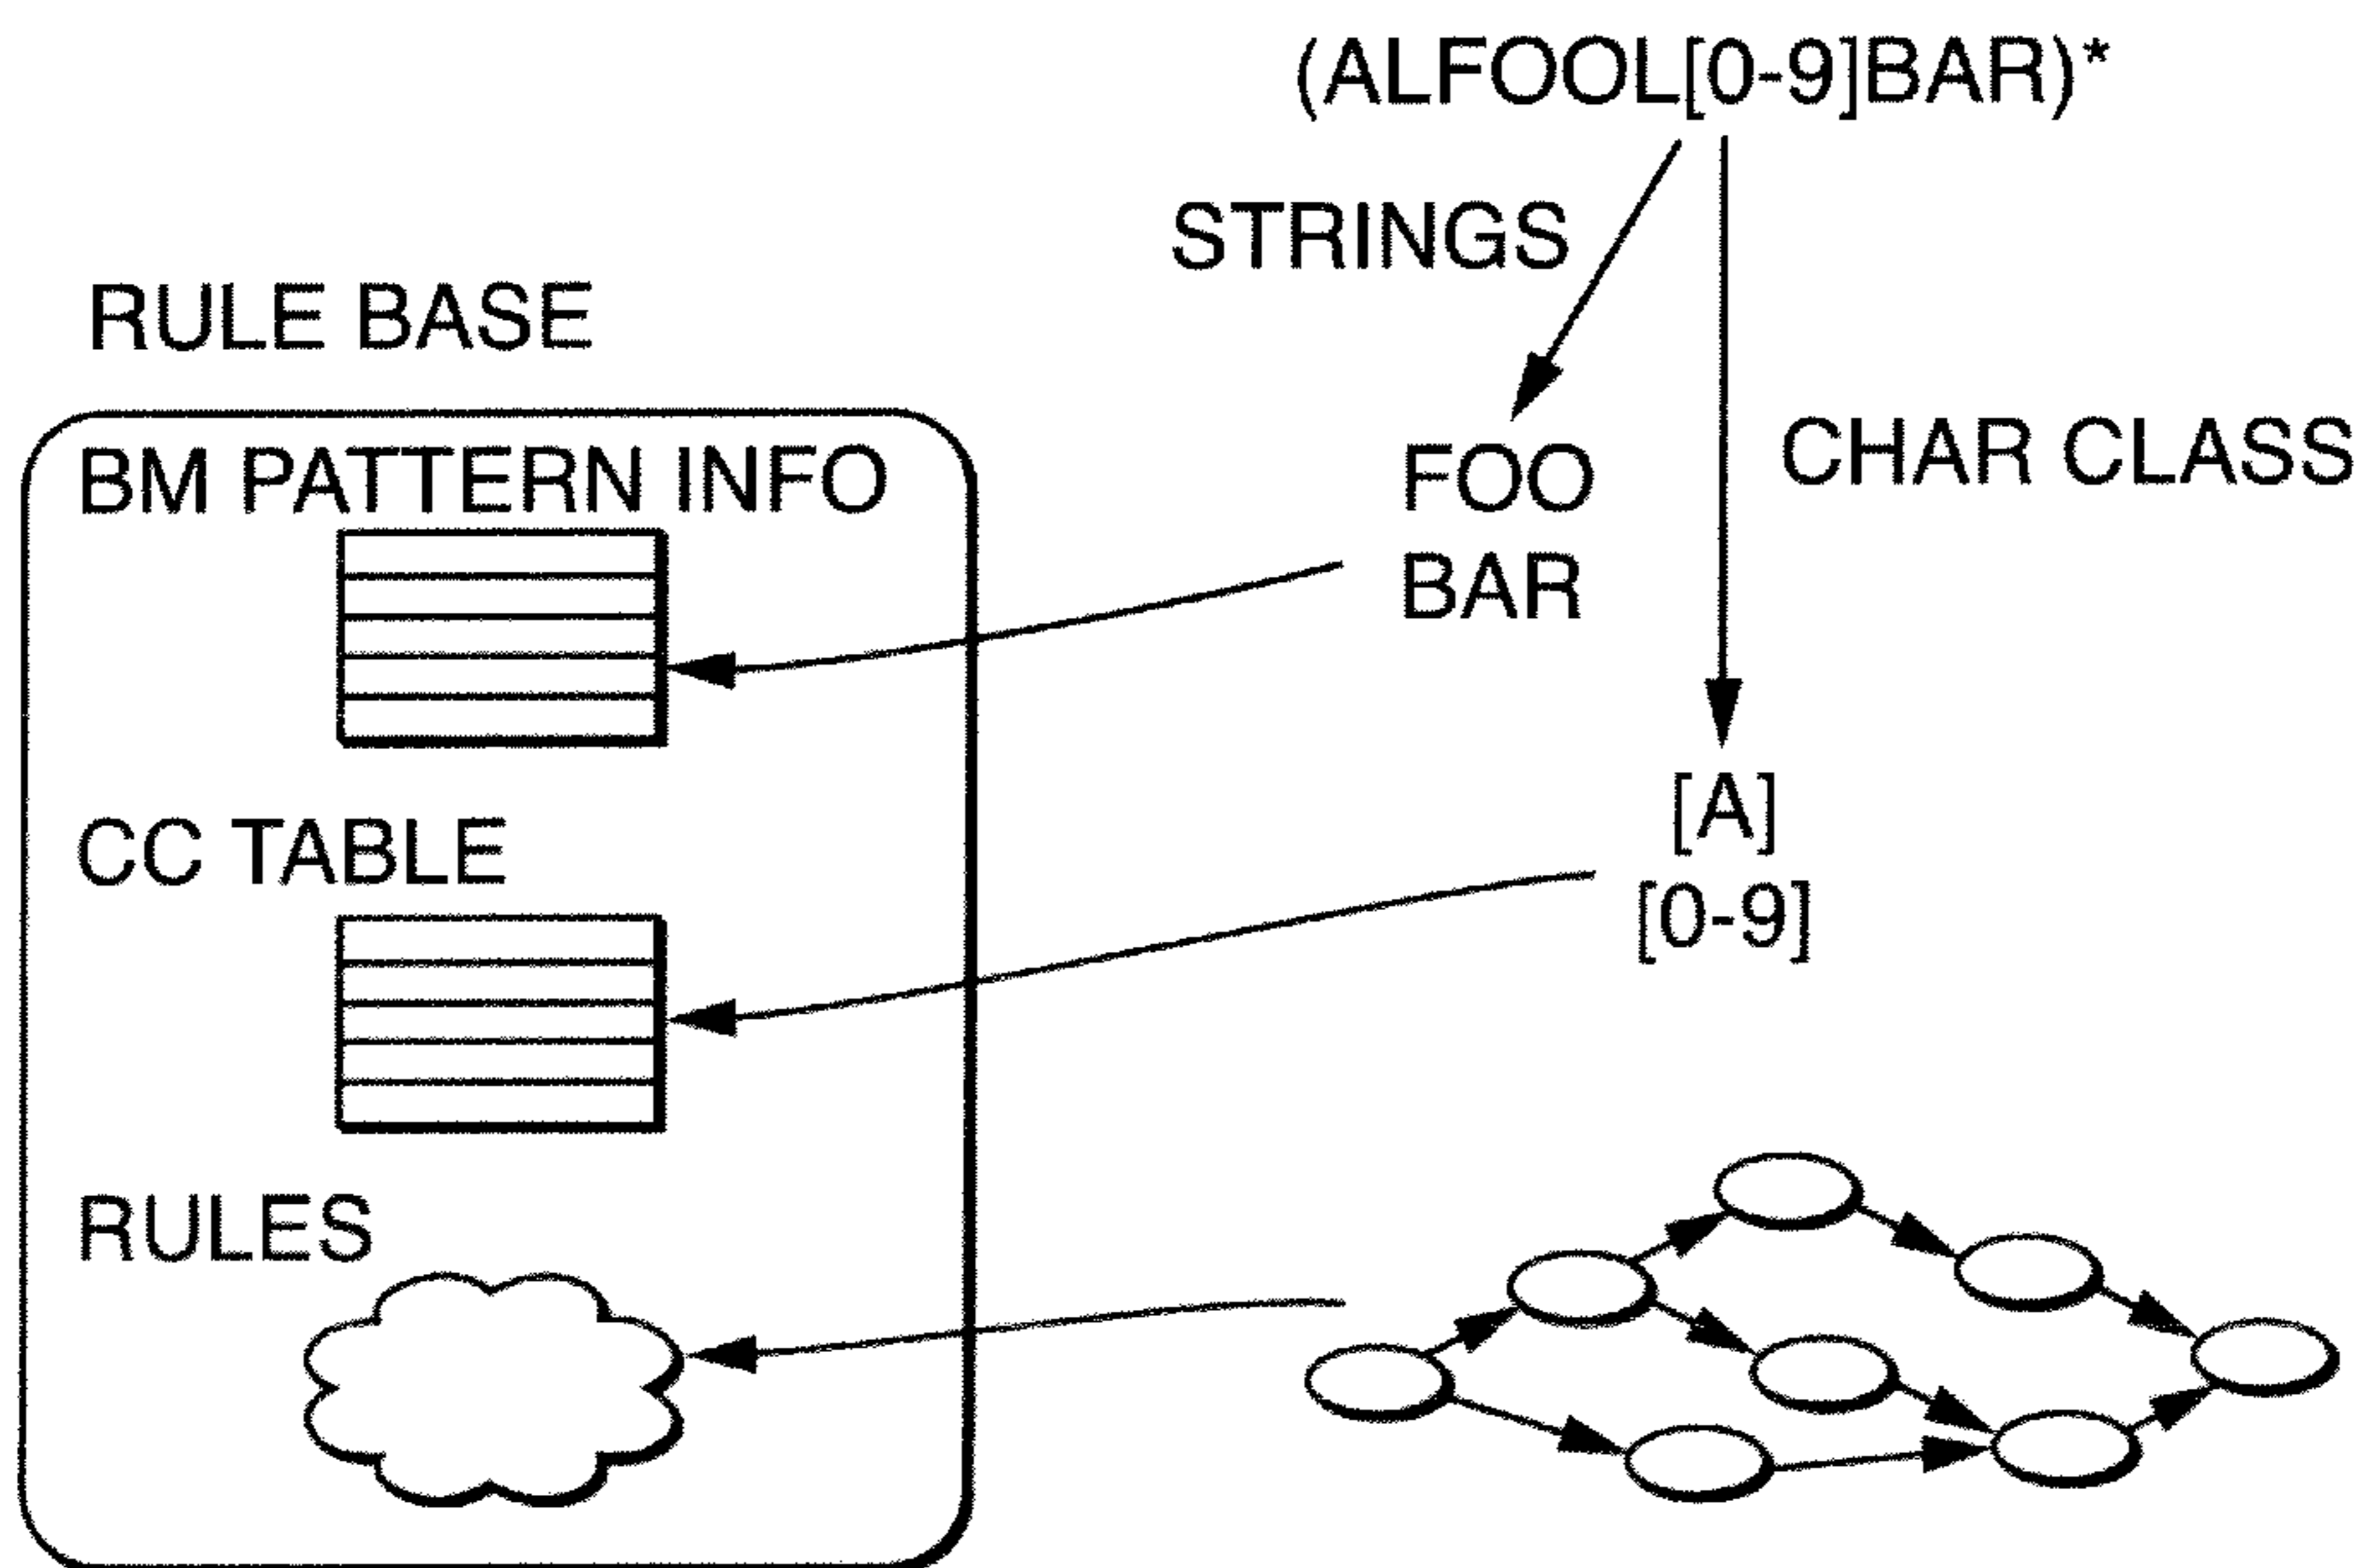 (ALFOOL[0-9]BAR)*
STRINGS
RULE BASE
BM PATTERN INFO
FOO
BAR
CHAR CLASS
CC TABLE
[A]
[0-9]
RULES